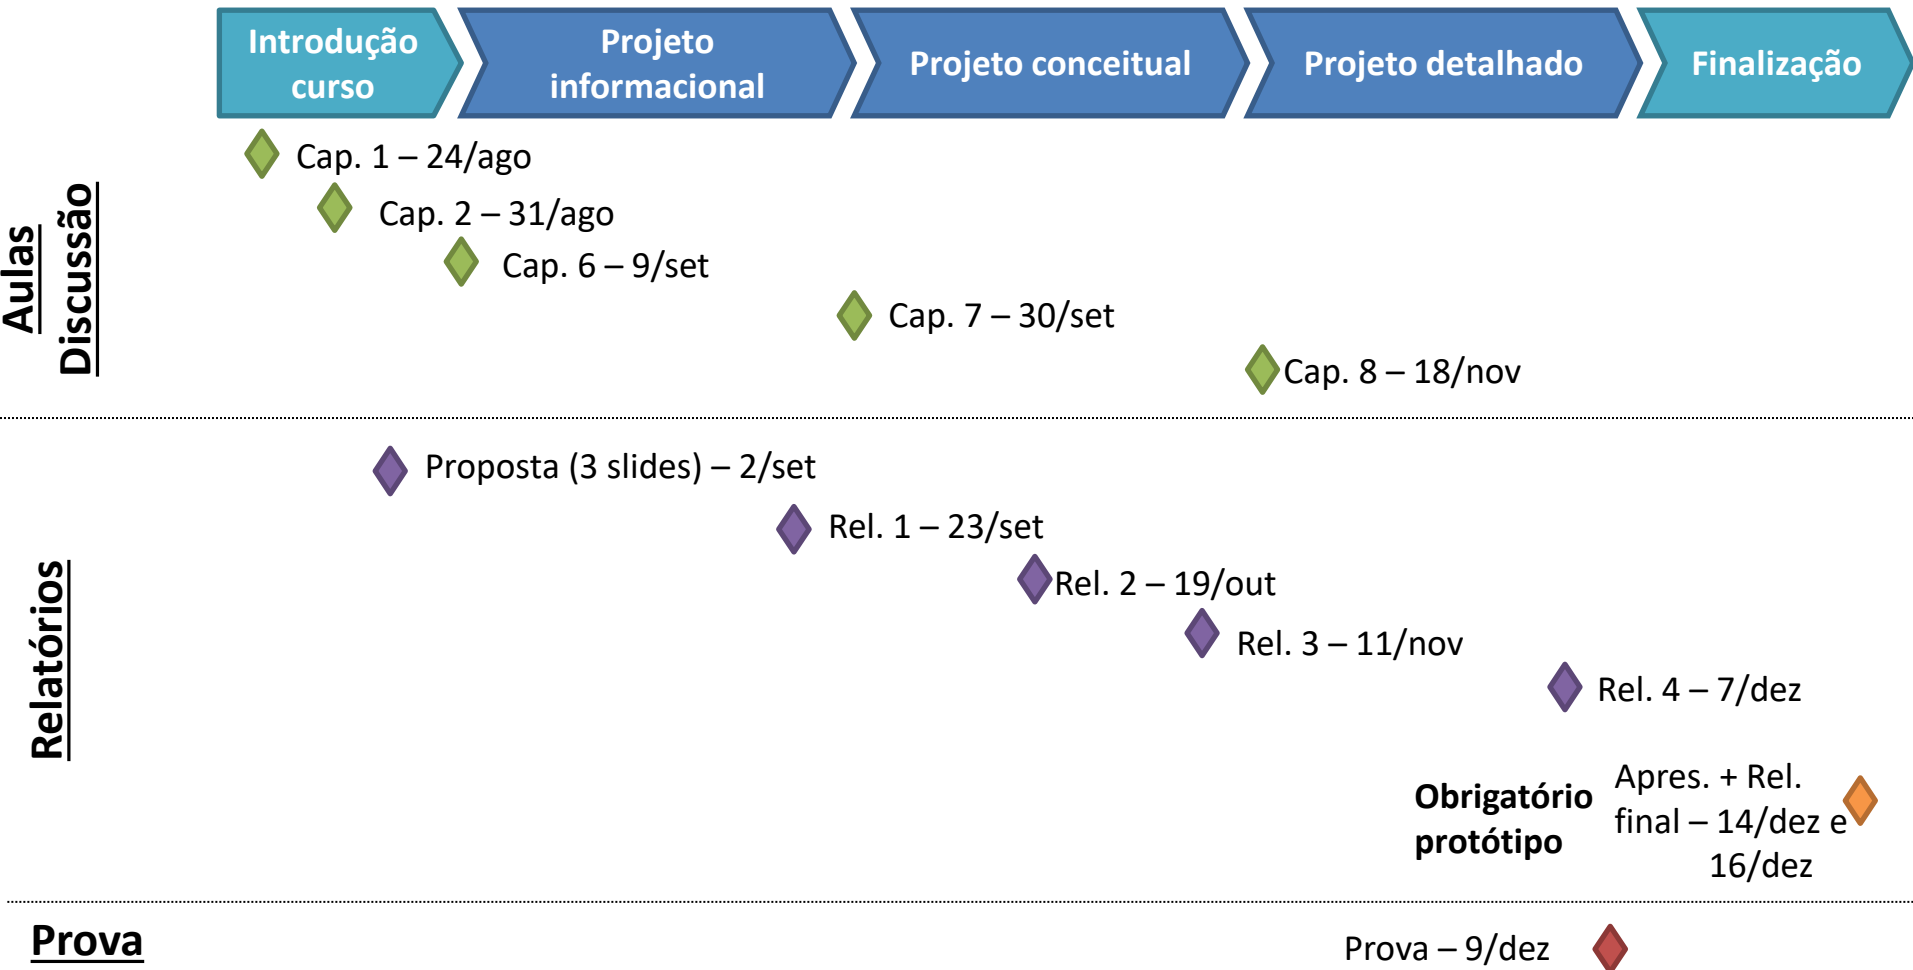 Introdução
curso
Projeto
informacional
Projeto conceitual
Projeto detalhado
Finalização
Aulas
Discussão
Cap. 1 – 24/ago
Cap. 2 – 31/ago
Cap. 6 – 9/set
Cap. 7 – 30/set
Cap. 8 – 18/nov
Relatórios
Proposta (3 slides) – 2/set
Rel. 1 – 23/set
Rel. 2 – 19/out
Rel. 3 – 11/nov
Rel. 4 – 7/dez
Obrigatório
protótipo
Apres. + Rel.
final – 14/dez e
16/dez
Prova
Prova – 9/dez